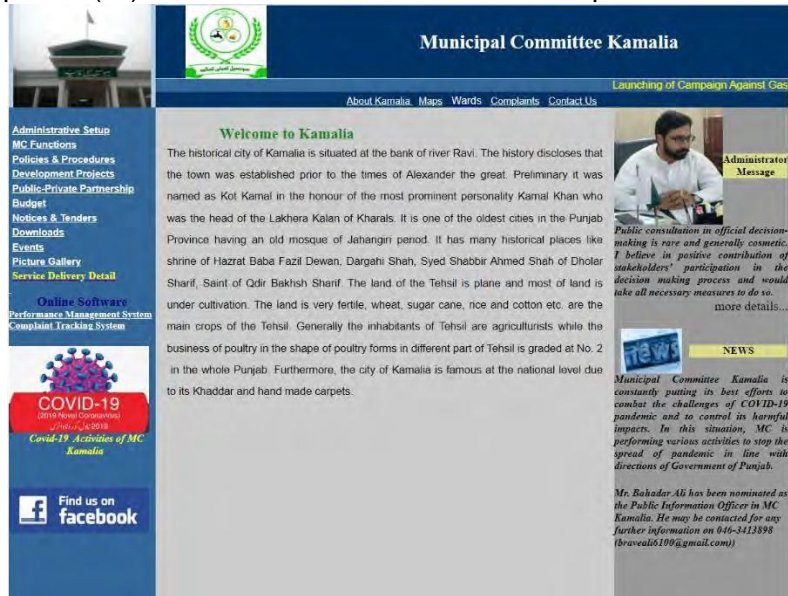 Municipal Committee Kamalia
Launching of Campaign Against Gas
About Kamalia Maps Wards Complaints Contact Us
Administrative Setup
MC Functions
Policies & Procedures
Development Projects
Public-Private Partnership
Budget
Notices & Tenders
Downloads
Events
Picture Gallery
Service Delivery Detail
Online Software
Performance Management System
Complaint Tracking System
COVID-19
(2019 Novel Coronavirus)
Covid-19 Activities of MC
Kamalia
Find us on
facebook
Welcome to Kamalia
The historical city of Kamalia is situated at the bank of river Ravi. The history discloses that
the town was established prior to the times of Alexander the great. Preliminary it was
named as Kot Kamal in the honour of the most prominent personality Kamal Khan who
was the head of the Lakhera Kalan of Kharals. It is one of the oldest cities in the Punjab
Province having an old mosque of Jahangiri period. It has many historical places like
shrine of Hazrat Baba Fazil Dewan, Dargahi Shah, Syed Shabbir Ahmed Shah of Dholar
Sharif, Saint of Qdir Bakhsh Sharif. The land of the Tehsil is plane and most of land is
under cultivation. The land is very fertile, wheat, sugar cane, rice and cotton etc. are the
main crops of the Tehsil. Generally the inhabitants of Tehsil are agriculturists while the
business of poultry in the shape of poultry forms in different part of Tehsil is graded at No. 2
in the whole Punjab. Furthermore, the city of Kamalia is famous at the national level due
to its Khaddar and hand made carpets.
Administrator
Message
Public consultation in official decision-
making is rare and generally cosmetic.
I believe in positive contribution of
stakeholders' participation in the
decision making process and would
take all necessary measures to do so.
more details...
news
NEWS
Municipal Committee Kamalia is
constantly putting its best efforts to
combat the challenges of COVID-19
pandemic and to control its harmful
impacts. In this situation, MC is
performing various activities to stop the
spread of pandemic in line with
directions of Government of Punjab.
Mr. Bahadar Ali has been nominated as
the Public Information Officer in MC
Kamalia. He may be contacted for any
further information on 046-3413898
(braveali6100@gmail.com))